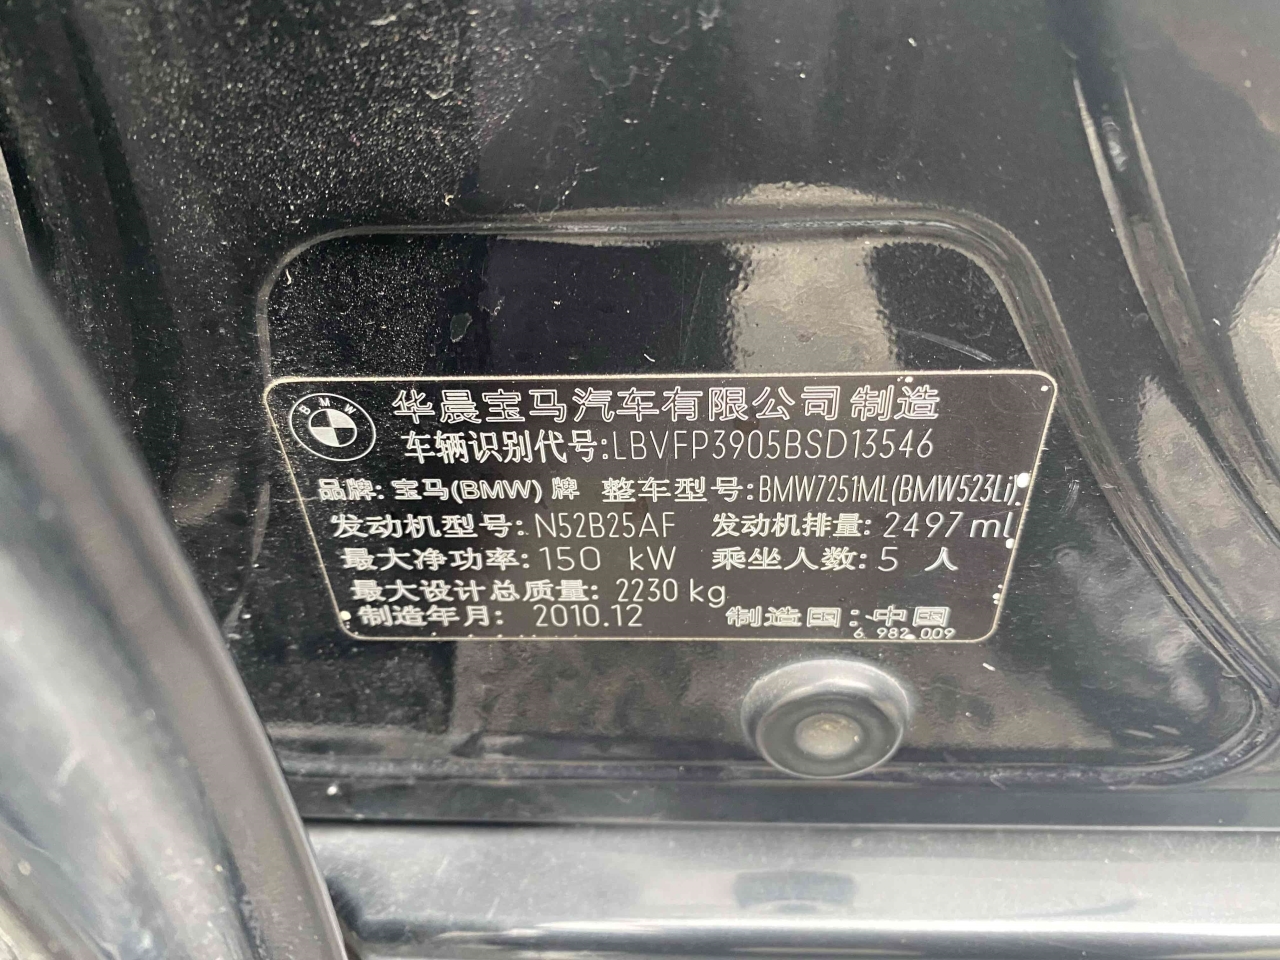 BMW
华晨宝马汽车有限公司制造
车辆识别代号:LBVFP3905BSD13546
品牌:宝马(BMW)牌 整车型号:BMW7251ML(BMW523Li)
发动机型号:N52B25AF 发动机排量:2497ml
最大净功率:150 kW 乘坐人数:5 人
最大设计总质量:2230kg
制造年月:2010.12 制造国:中国
6 982 009